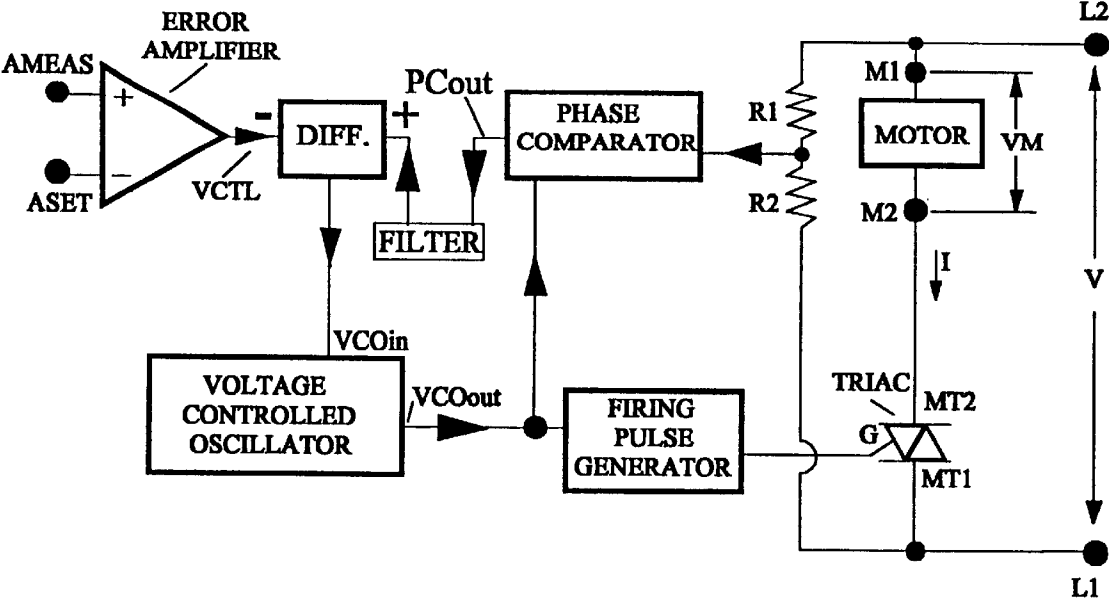 ERROR
AMPLIFIER
AMEAS
+
−
ASET
VCTL
-
DIFF.
+
PCout
FILTER
PHASE
COMPARATOR
R1
R2
L2
M1
MOTOR
VM
M2
I
V
VCOin
VOLTAGE
CONTROLLED
OSCILLATOR
VCOout
FIRING
PULSE
GENERATOR
TRIAC
MT2
G
MT1
L1